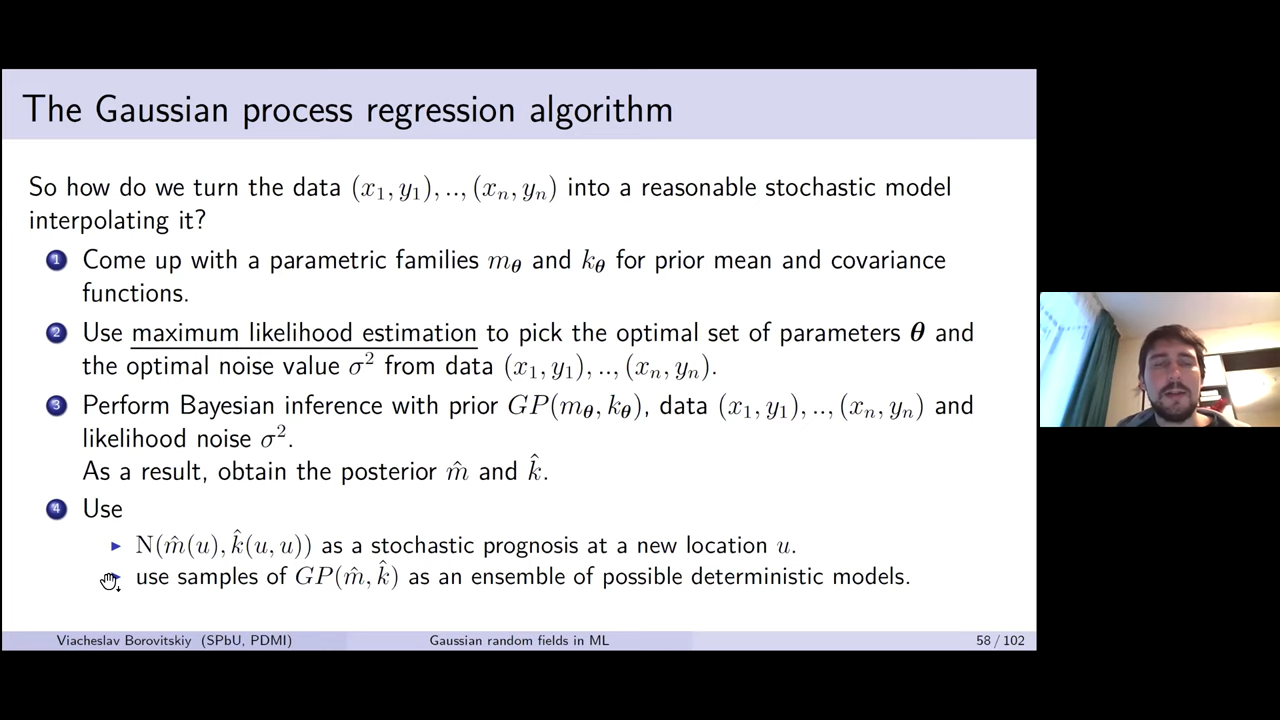 The Gaussian process regression algorithm
So how do we turn the data (x₁, y₁), .., (xₙ, yₙ) into a reasonable stochastic model
interpolating it?
1 Come up with a parametric families m_θ and k_θ for prior mean and covariance
functions.
2 Use maximum likelihood estimation to pick the optimal set of parameters θ and
the optimal noise value σ² from data (x₁, y₁), .., (xₙ, yₙ).
3 Perform Bayesian inference with prior GP(m_θ, k_θ), data (x₁, y₁), .., (xₙ, yₙ) and
likelihood noise σ².
As a result, obtain the posterior m̂ and k̂.
4 Use
▶ N(m̂(u), k̂(u, u)) as a stochastic prognosis at a new location u.
▶ use samples of GP(m̂, k̂) as an ensemble of possible deterministic models.
Viacheslav Borovitskiy (SPbU, PDMI) Gaussian random fields in ML 58 / 102